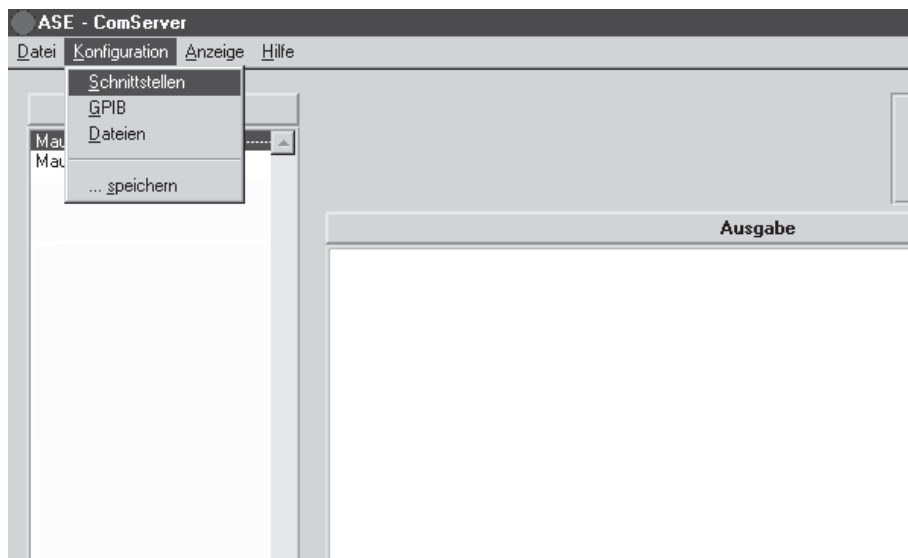 ASE - ComServer
Datei Konfiguration Anzeige Hilfe
Schnittstellen
GPIB
Dateien
... speichern
Ausgabe